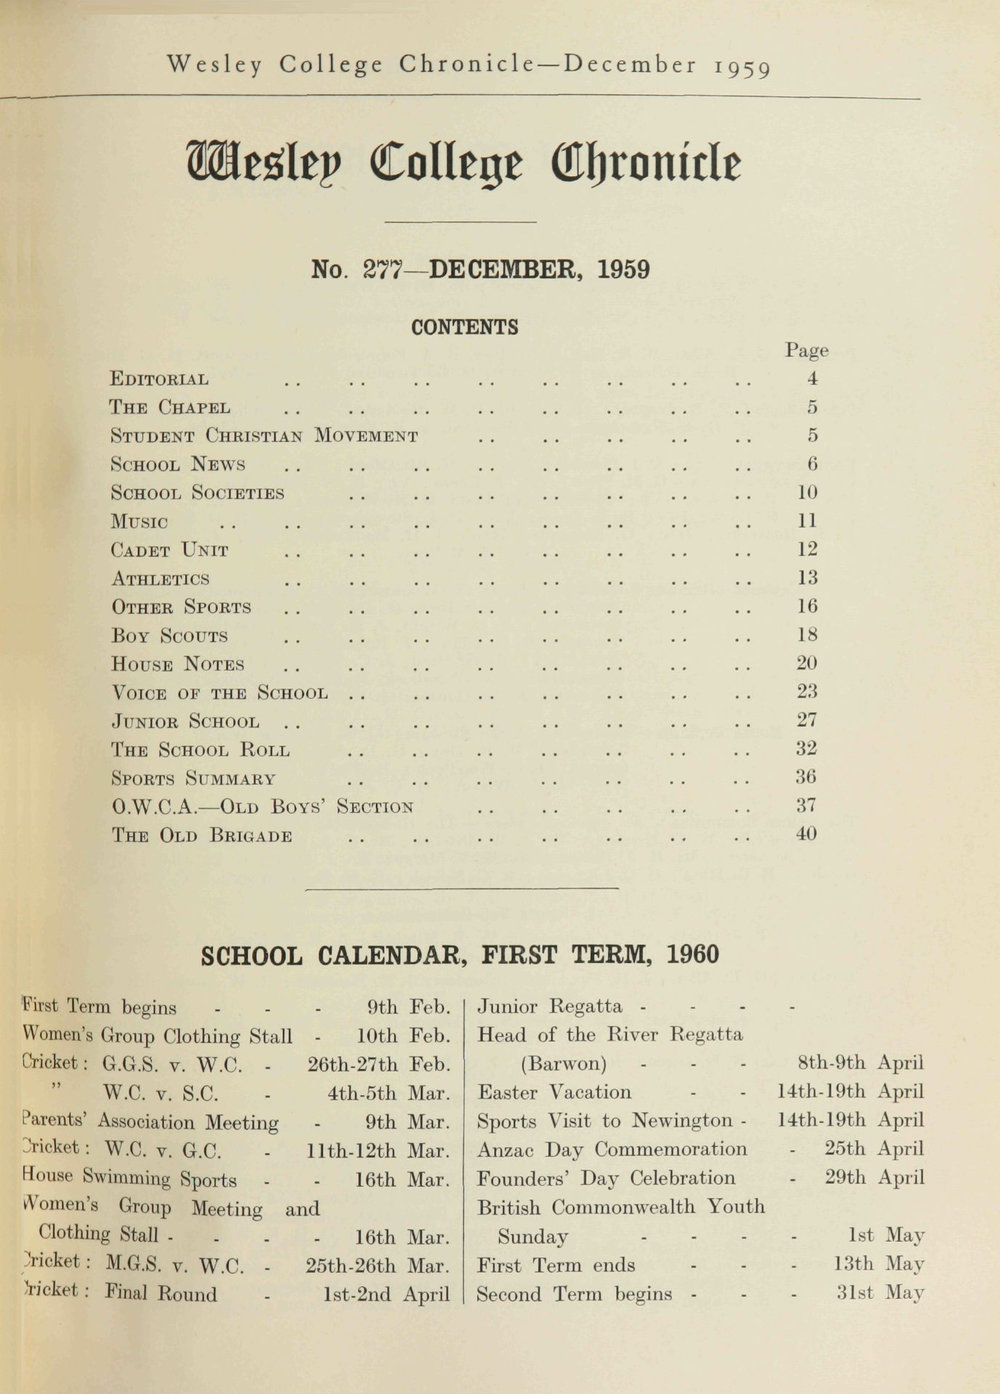 Wesley College Chronicle—December 1959
Wesley College Chronicle
No. 277—DECEMBER, 1959
CONTENTS
Page
EDITORIAL .. .. .. .. .. .. .. .. 4
THE CHAPEL .. .. .. .. .. .. .. .. 5
STUDENT CHRISTIAN MOVEMENT .. .. .. .. .. 5
SCHOOL NEWS .. .. .. .. .. .. .. .. 6
SCHOOL SOCIETIES .. .. .. .. .. .. .. 10
MUSIC .. .. .. .. .. .. .. .. .. 11
CADET UNIT .. .. .. .. .. .. .. .. 12
ATHLETICS .. .. .. .. .. .. .. .. 13
OTHER SPORTS .. .. .. .. .. .. .. .. 16
BOY SCOUTS .. .. .. .. .. .. .. .. 18
HOUSE NOTES .. .. .. .. .. .. .. .. 20
VOICE OF THE SCHOOL .. .. .. .. .. .. .. 23
JUNIOR SCHOOL .. .. .. .. .. .. .. .. 27
THE SCHOOL ROLL .. .. .. .. .. .. .. 32
SPORTS SUMMARY .. .. .. .. .. .. .. 36
O.W.C.A.—OLD BOYS' SECTION .. .. .. .. .. 37
THE OLD BRIGADE .. .. .. .. .. .. .. 40
SCHOOL CALENDAR, FIRST TERM, 1960
First Term begins - - - 9th Feb.
Women's Group Clothing Stall - 10th Feb.
Cricket: G.G.S. v. W.C. - 26th-27th Feb.
" W.C. v. S.C. - 4th-5th Mar.
Parents' Association Meeting - 9th Mar.
Cricket: W.C. v. G.C. - 11th-12th Mar.
House Swimming Sports - - 16th Mar.
Women's Group Meeting and
Clothing Stall - - - - 16th Mar.
Cricket: M.G.S. v. W.C. - 25th-26th Mar.
Cricket: Final Round - 1st-2nd April
Junior Regatta - - - -
Head of the River Regatta
(Barwon) - - - 8th-9th April
Easter Vacation - - 14th-19th April
Sports Visit to Newington - 14th-19th April
Anzac Day Commemoration - 25th April
Founders' Day Celebration - 29th April
British Commonwealth Youth
Sunday - - - - 1st May
First Term ends - - - 13th May
Second Term begins - - - 31st May